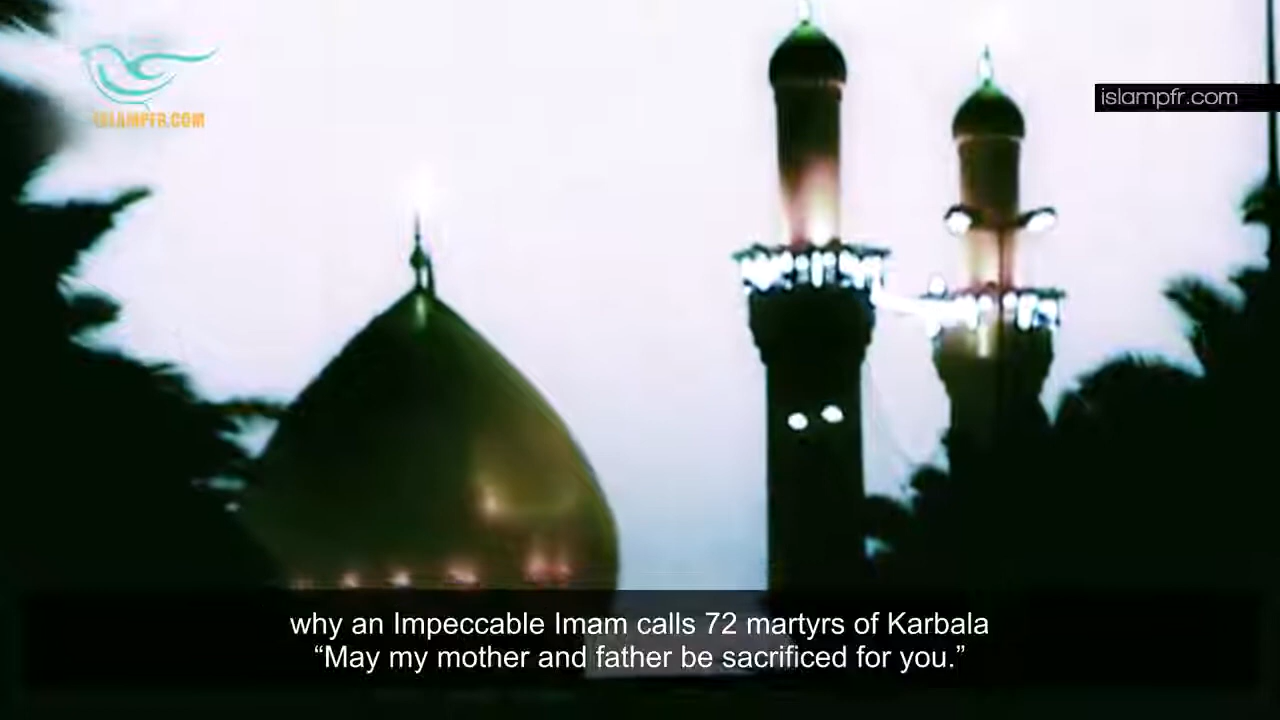 ISLAMPFR.COM
islampfr.com
why an Impeccable Imam calls 72 martyrs of Karbala
“May my mother and father be sacrificed for you.”